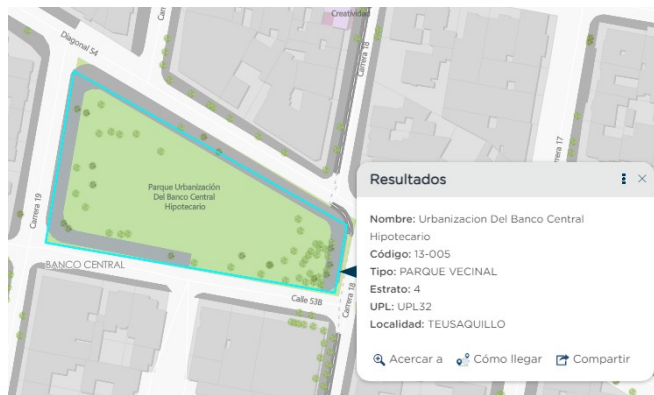 Creatividad
Diagonal 54
Carrera 18
Carrera 17
Parque Urbanización
Del Banco Central
Hipotecario
Carrera 19
BANCO CENTRAL
Calle 53B
Carrera 18
Resultados
Nombre: Urbanizacion Del Banco Central
Hipotecario
Código: 13-005
Tipo: PARQUE VECINAL
Estrato: 4
UPL: UPL32
Localidad: TEUSAQUILLO
Acercar a Cómo llegar Compartir